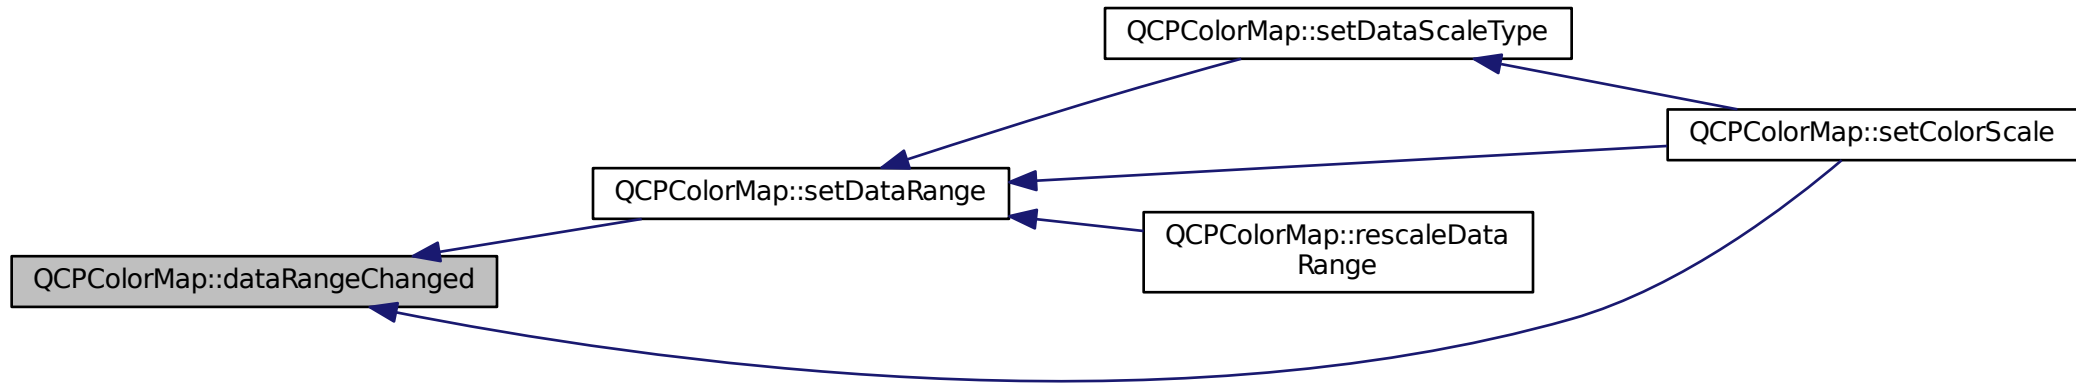 QCPColorMap::setDataScaleType
QCPColorMap::setColorScale
QCPColorMap::setDataRange
QCPColorMap::rescaleData
Range
QCPColorMap::dataRangeChanged